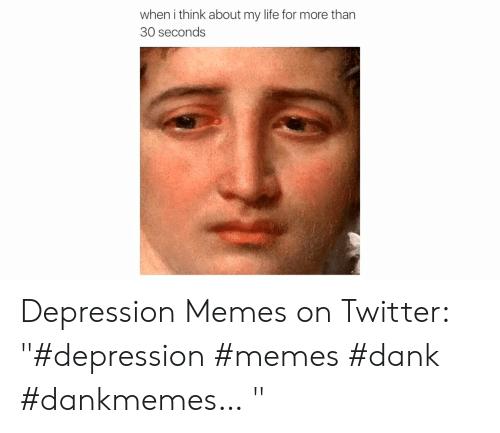 when i think about my life for more than
30 seconds
Depression Memes on Twitter:
"#depression #memes #dank
#dankmemes… "